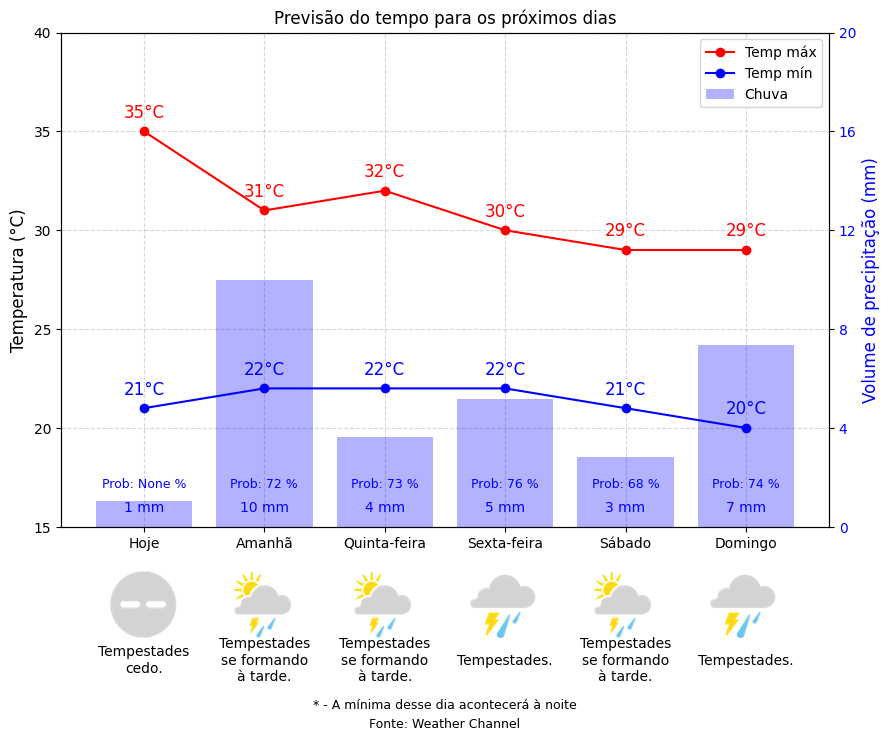 Previsão do tempo para os próximos dias
40
35
30
25
20
15
Temperatura (°C)
20
16
12
8
4
0
Volume de precipitação (mm)
Temp máx
Temp mín
Chuva
35°C
31°C
32°C
30°C
29°C
29°C
21°C
22°C
22°C
22°C
21°C
20°C
Prob: None %
Prob: 72 %
Prob: 73 %
Prob: 76 %
Prob: 68 %
Prob: 74 %
1 mm
10 mm
4 mm
5 mm
3 mm
7 mm
Hoje
Amanhã
Quinta-feira
Sexta-feira
Sábado
Domingo
Tempestades
cedo.
Tempestades
se formando
à tarde.
Tempestades
se formando
à tarde.
Tempestades.
Tempestades
se formando
à tarde.
Tempestades.
* - A mínima desse dia acontecerá à noite
Fonte: Weather Channel